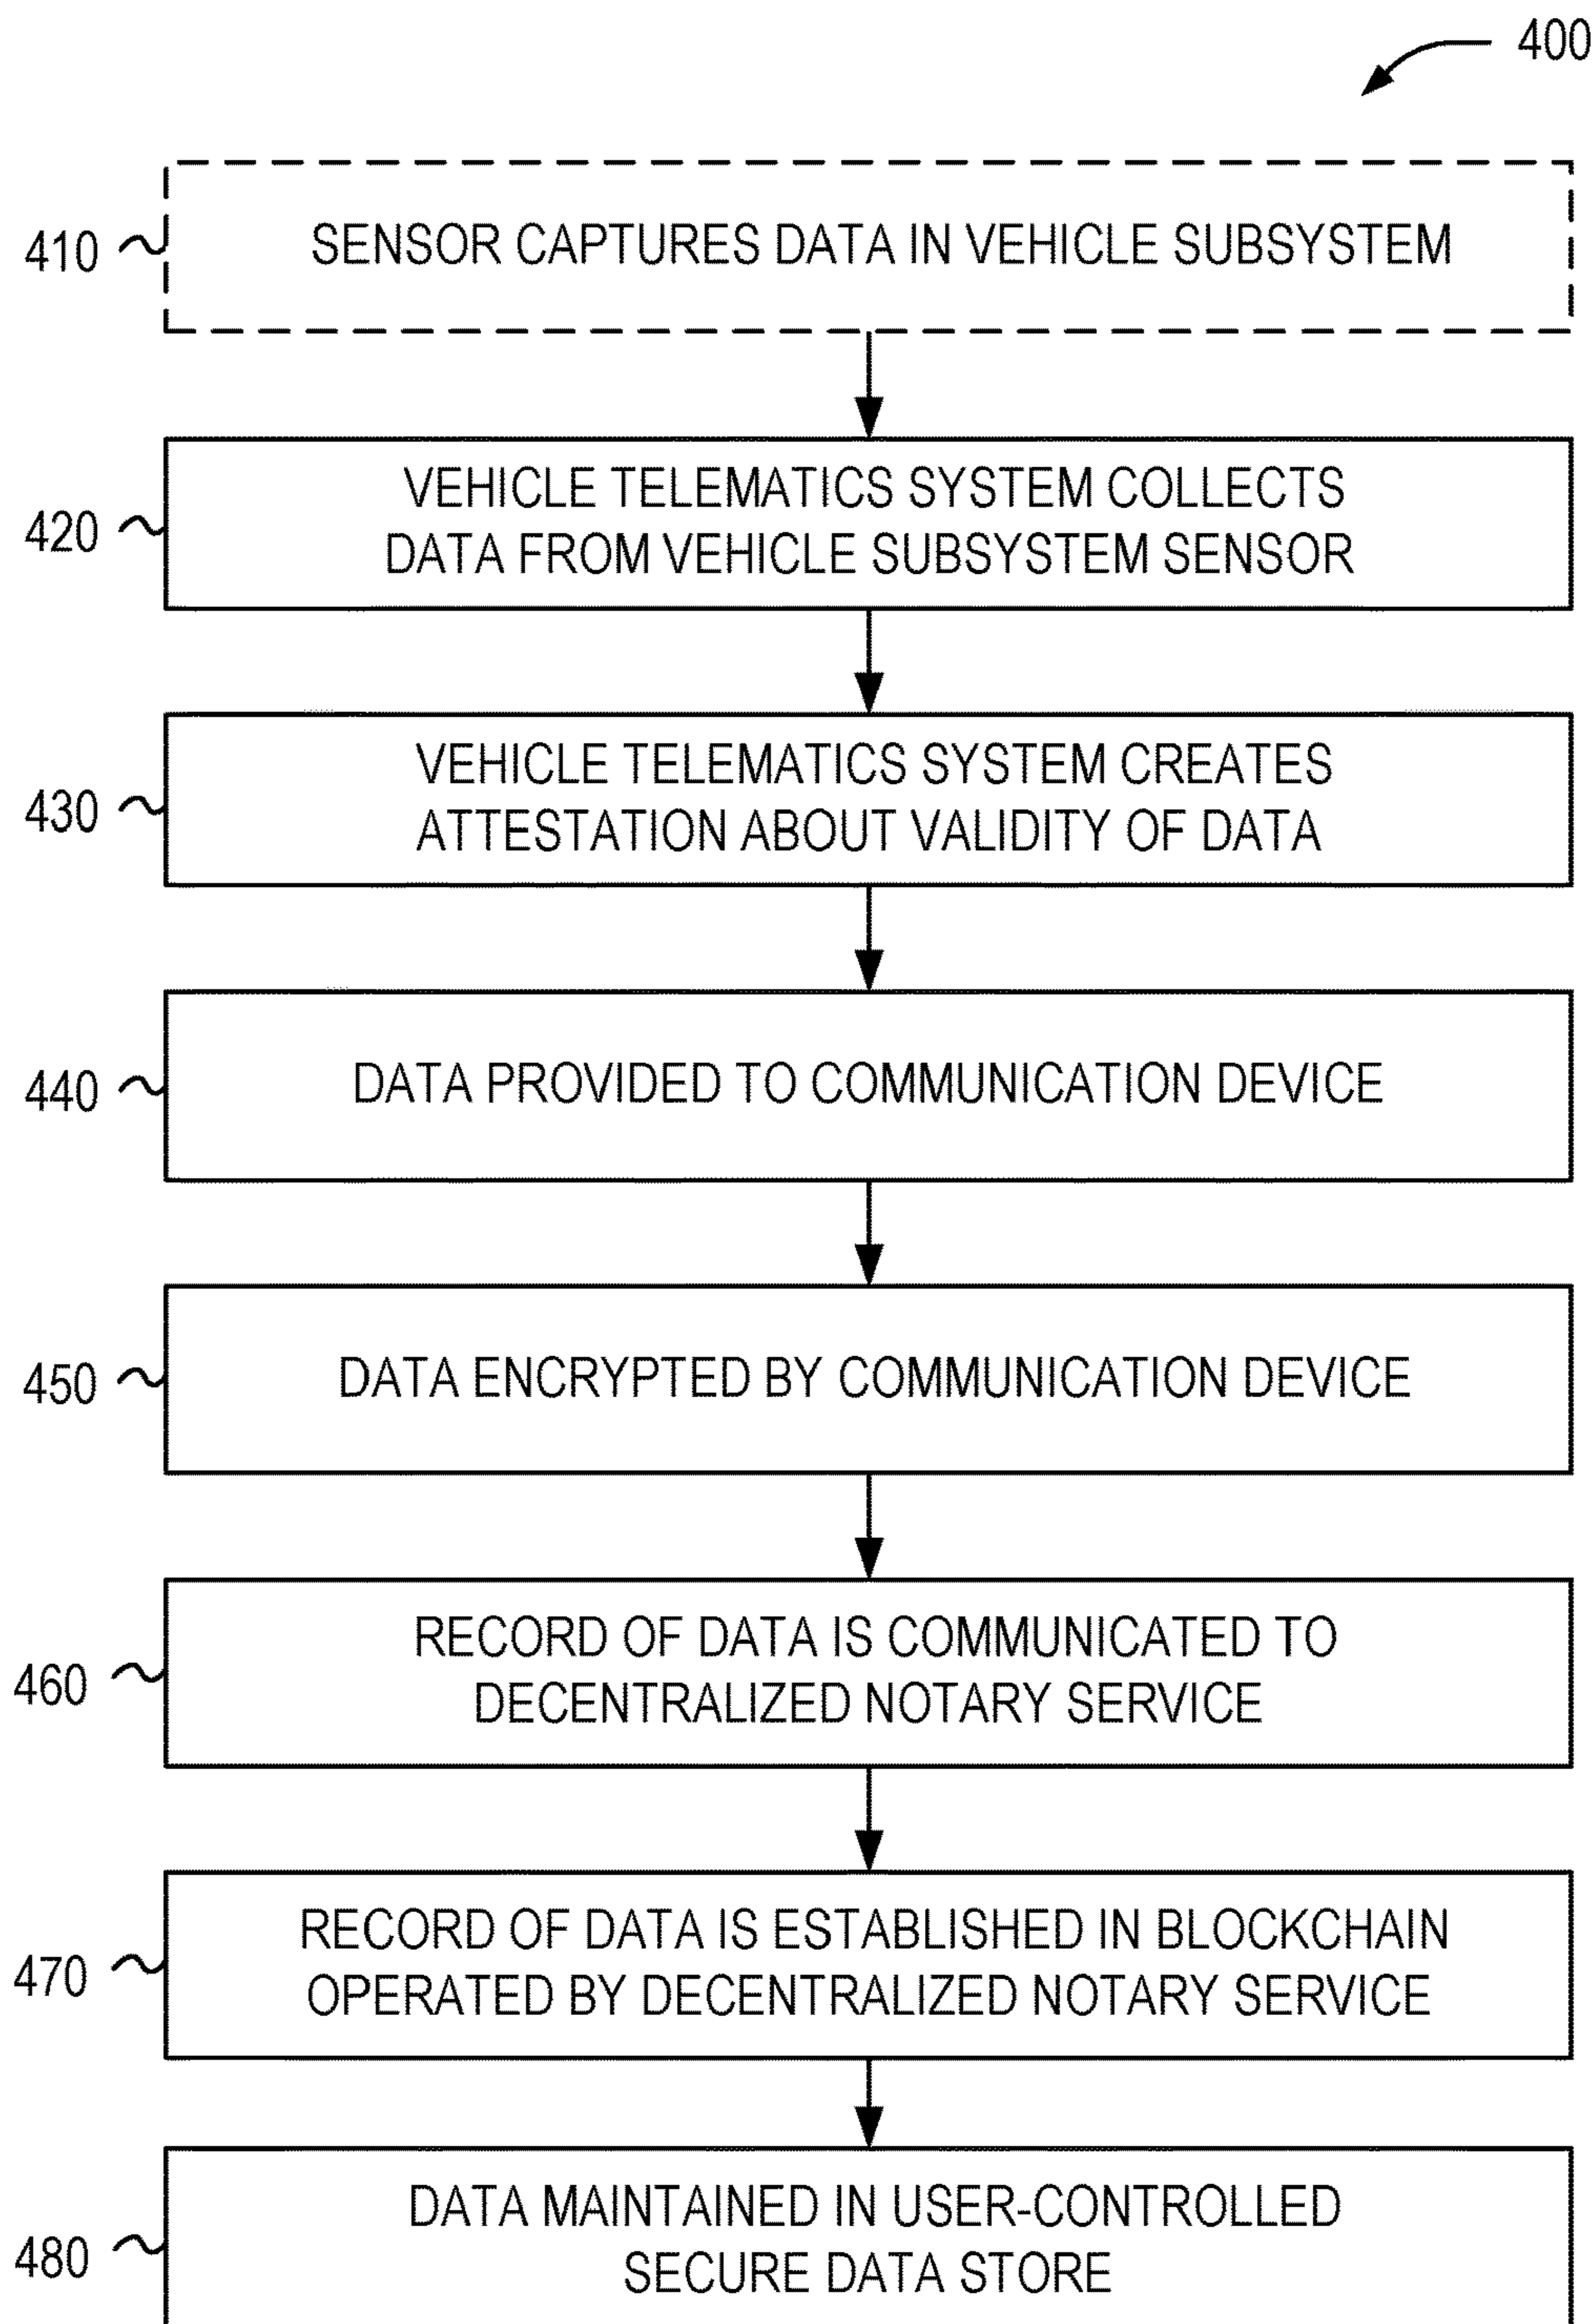 400
410
SENSOR CAPTURES DATA IN VEHICLE SUBSYSTEM
420
VEHICLE TELEMATICS SYSTEM COLLECTS
DATA FROM VEHICLE SUBSYSTEM SENSOR
430
VEHICLE TELEMATICS SYSTEM CREATES
ATTESTATION ABOUT VALIDITY OF DATA
440
DATA PROVIDED TO COMMUNICATION DEVICE
450
DATA ENCRYPTED BY COMMUNICATION DEVICE
460
RECORD OF DATA IS COMMUNICATED TO
DECENTRALIZED NOTARY SERVICE
470
RECORD OF DATA IS ESTABLISHED IN BLOCKCHAIN
OPERATED BY DECENTRALIZED NOTARY SERVICE
480
DATA MAINTAINED IN USER-CONTROLLED
SECURE DATA STORE